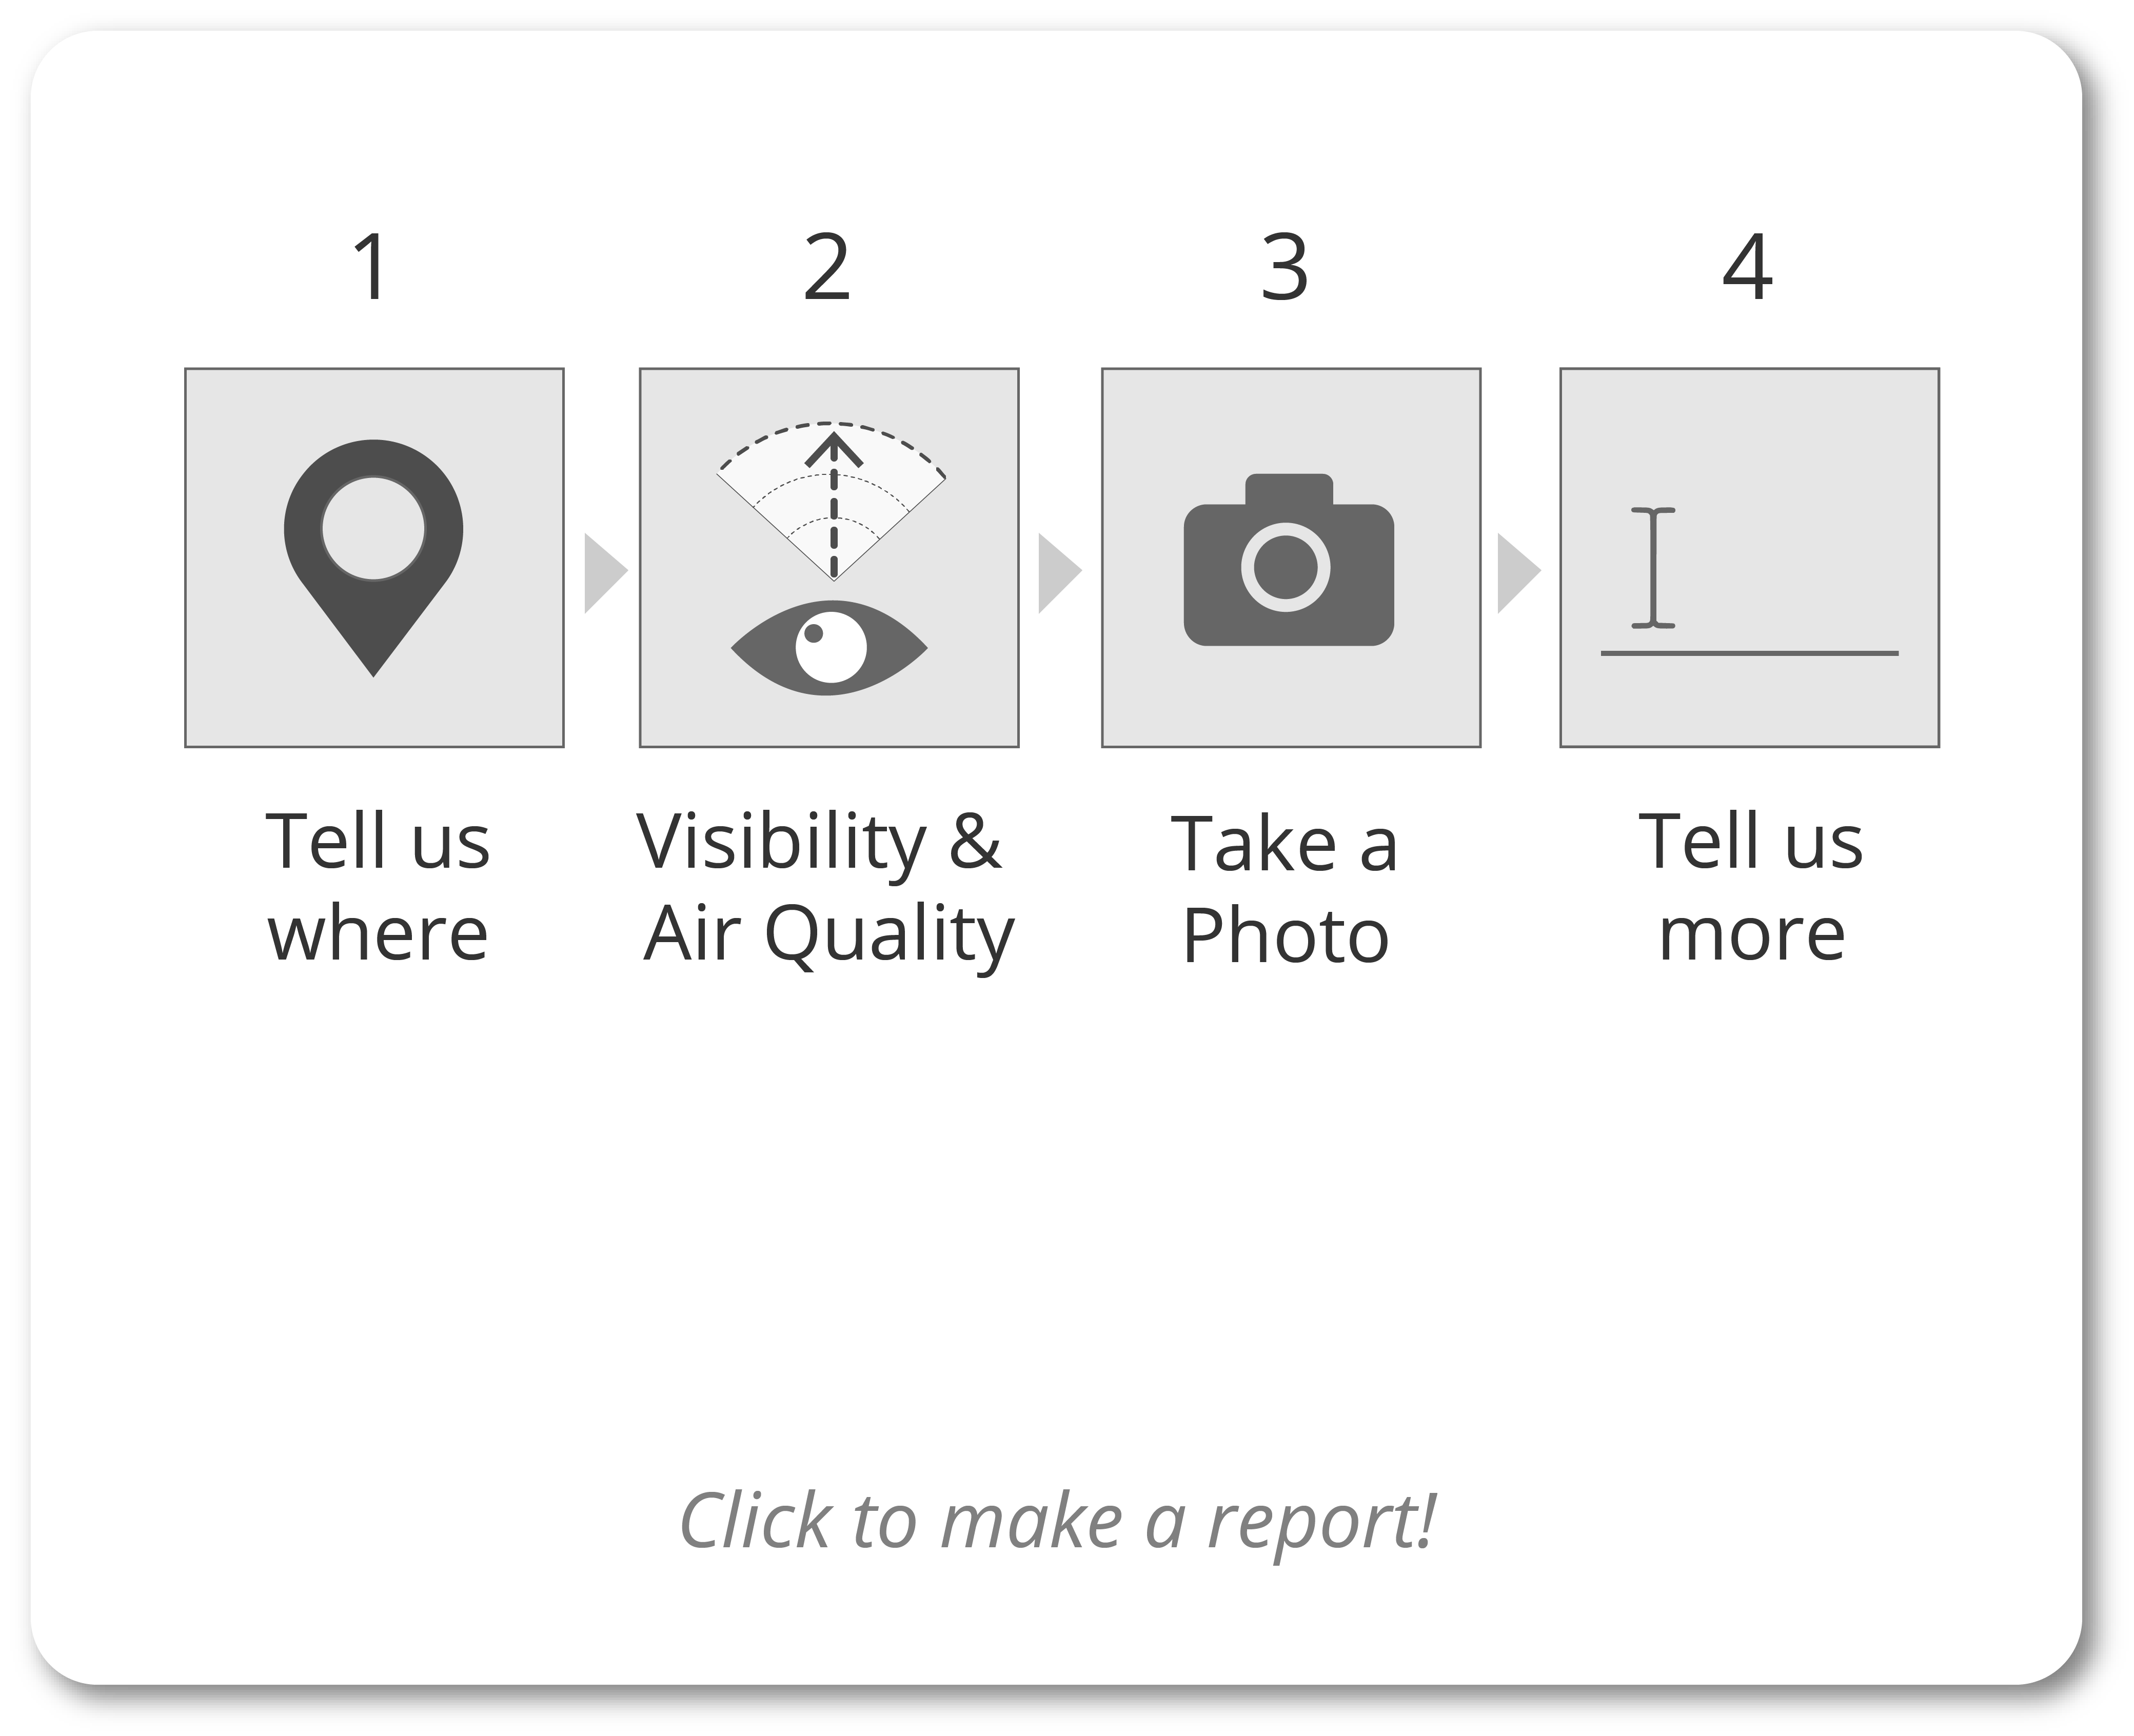 1
2
3
4
Tell us
where
Visibility &
Air Quality
Take a
Photo
Tell us
more
Click to make a report!